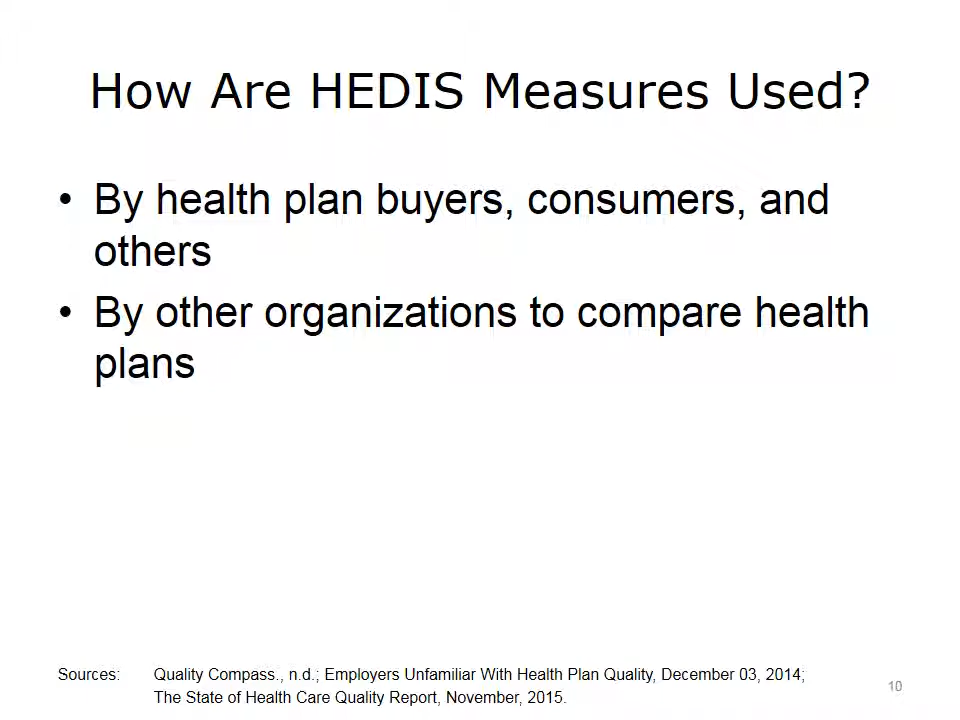 How Are HEDIS Measures Used?
• By health plan buyers, consumers, and
others
• By other organizations to compare health
plans
Sources: Quality Compass., n.d.; Employers Unfamiliar With Health Plan Quality, December 03, 2014;
The State of Health Care Quality Report, November, 2015.
10